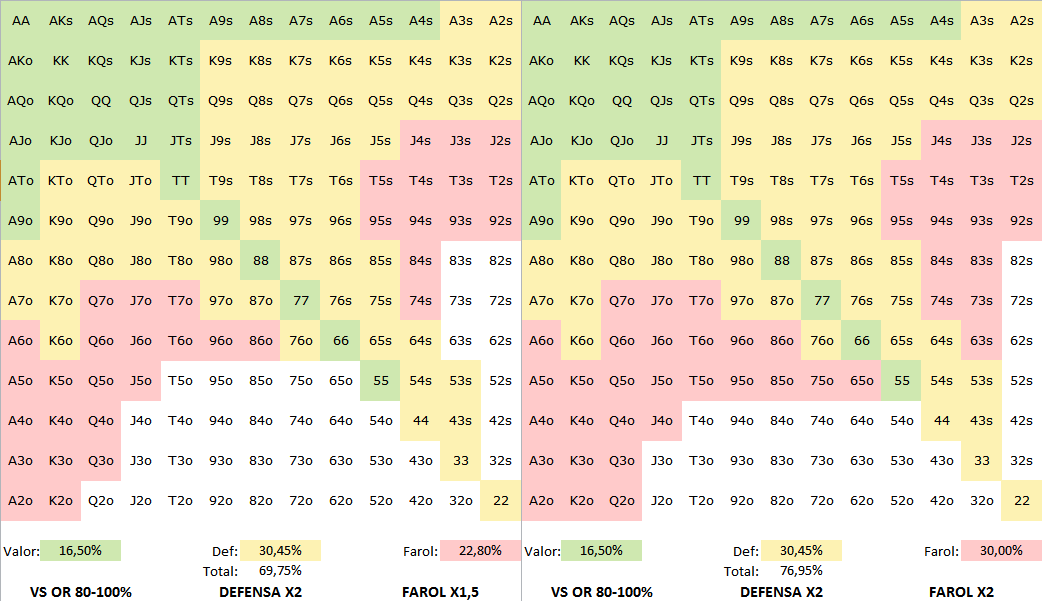 AA AKs AQs AJs ATs A9s A8s A7s A6s A5s A4s A3s A2s AA AKs AQs AJs ATs A9s A8s A7s A6s A5s A4s A3s A2s
AKo KK KQs KJs KTs K9s K8s K7s K6s K5s K4s K3s K2s AKo KK KQs KJs KTs K9s K8s K7s K6s K5s K4s K3s K2s
AQo KQo QQ QJs QTs Q9s Q8s Q7s Q6s Q5s Q4s Q3s Q2s AQo KQo QQ QJs QTs Q9s Q8s Q7s Q6s Q5s Q4s Q3s Q2s
AJo KJo QJo JJ JTs J9s J8s J7s J6s J5s J4s J3s J2s AJo KJo QJo JJ JTs J9s J8s J7s J6s J5s J4s J3s J2s
ATo KTo QTo JTo TT T9s T8s T7s T6s T5s T4s T3s T2s ATo KTo QTo JTo TT T9s T8s T7s T6s T5s T4s T3s T2s
A9o K9o Q9o J9o T9o 99 98s 97s 96s 95s 94s 93s 92s A9o K9o Q9o J9o T9o 99 98s 97s 96s 95s 94s 93s 92s
A8o K8o Q8o J8o T8o 98o 88 87s 86s 85s 84s 83s 82s A8o K8o Q8o J8o T8o 98o 88 87s 86s 85s 84s 83s 82s
A7o K7o Q7o J7o T7o 97o 87o 77 76s 75s 74s 73s 72s A7o K7o Q7o J7o T7o 97o 87o 77 76s 75s 74s 73s 72s
A6o K6o Q6o J6o T6o 96o 86o 76o 66 65s 64s 63s 62s A6o K6o Q6o J6o T6o 96o 86o 76o 66 65s 64s 63s 62s
A5o K5o Q5o J5o T5o 95o 85o 75o 65o 55 54s 53s 52s A5o K5o Q5o J5o T5o 95o 85o 75o 65o 55 54s 53s 52s
A4o K4o Q4o J4o T4o 94o 84o 74o 64o 54o 44 43s 42s A4o K4o Q4o J4o T4o 94o 84o 74o 64o 54o 44 43s 42s
A3o K3o Q3o J3o T3o 93o 83o 73o 63o 53o 43o 33 32s A3o K3o Q3o J3o T3o 93o 83o 73o 63o 53o 43o 33 32s
A2o K2o Q2o J2o T2o 92o 82o 72o 62o 52o 42o 32o 22 A2o K2o Q2o J2o T2o 92o 82o 72o 62o 52o 42o 32o 22
Valor: 16,50% Def: 30,45% Farol: 22,80% Valor: 16,50% Def: 30,45% Farol: 30,00%
Total: 69,75% Total: 76,95%
VS OR 80-100% DEFENSA X2 FAROL X1,5 VS OR 80-100% DEFENSA X2 FAROL X2